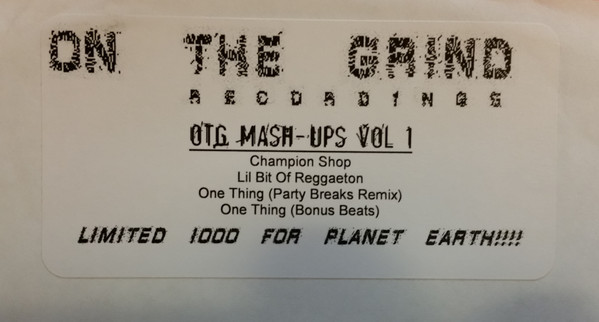 ON THE GRIND
RECORDINGS
OTG MASH-UPS VOL 1
Champion Shop
Lil Bit Of Reggaeton
One Thing (Party Breaks Remix)
One Thing (Bonus Beats)
LIMITED 1000 FOR PLANET EARTH!!!!